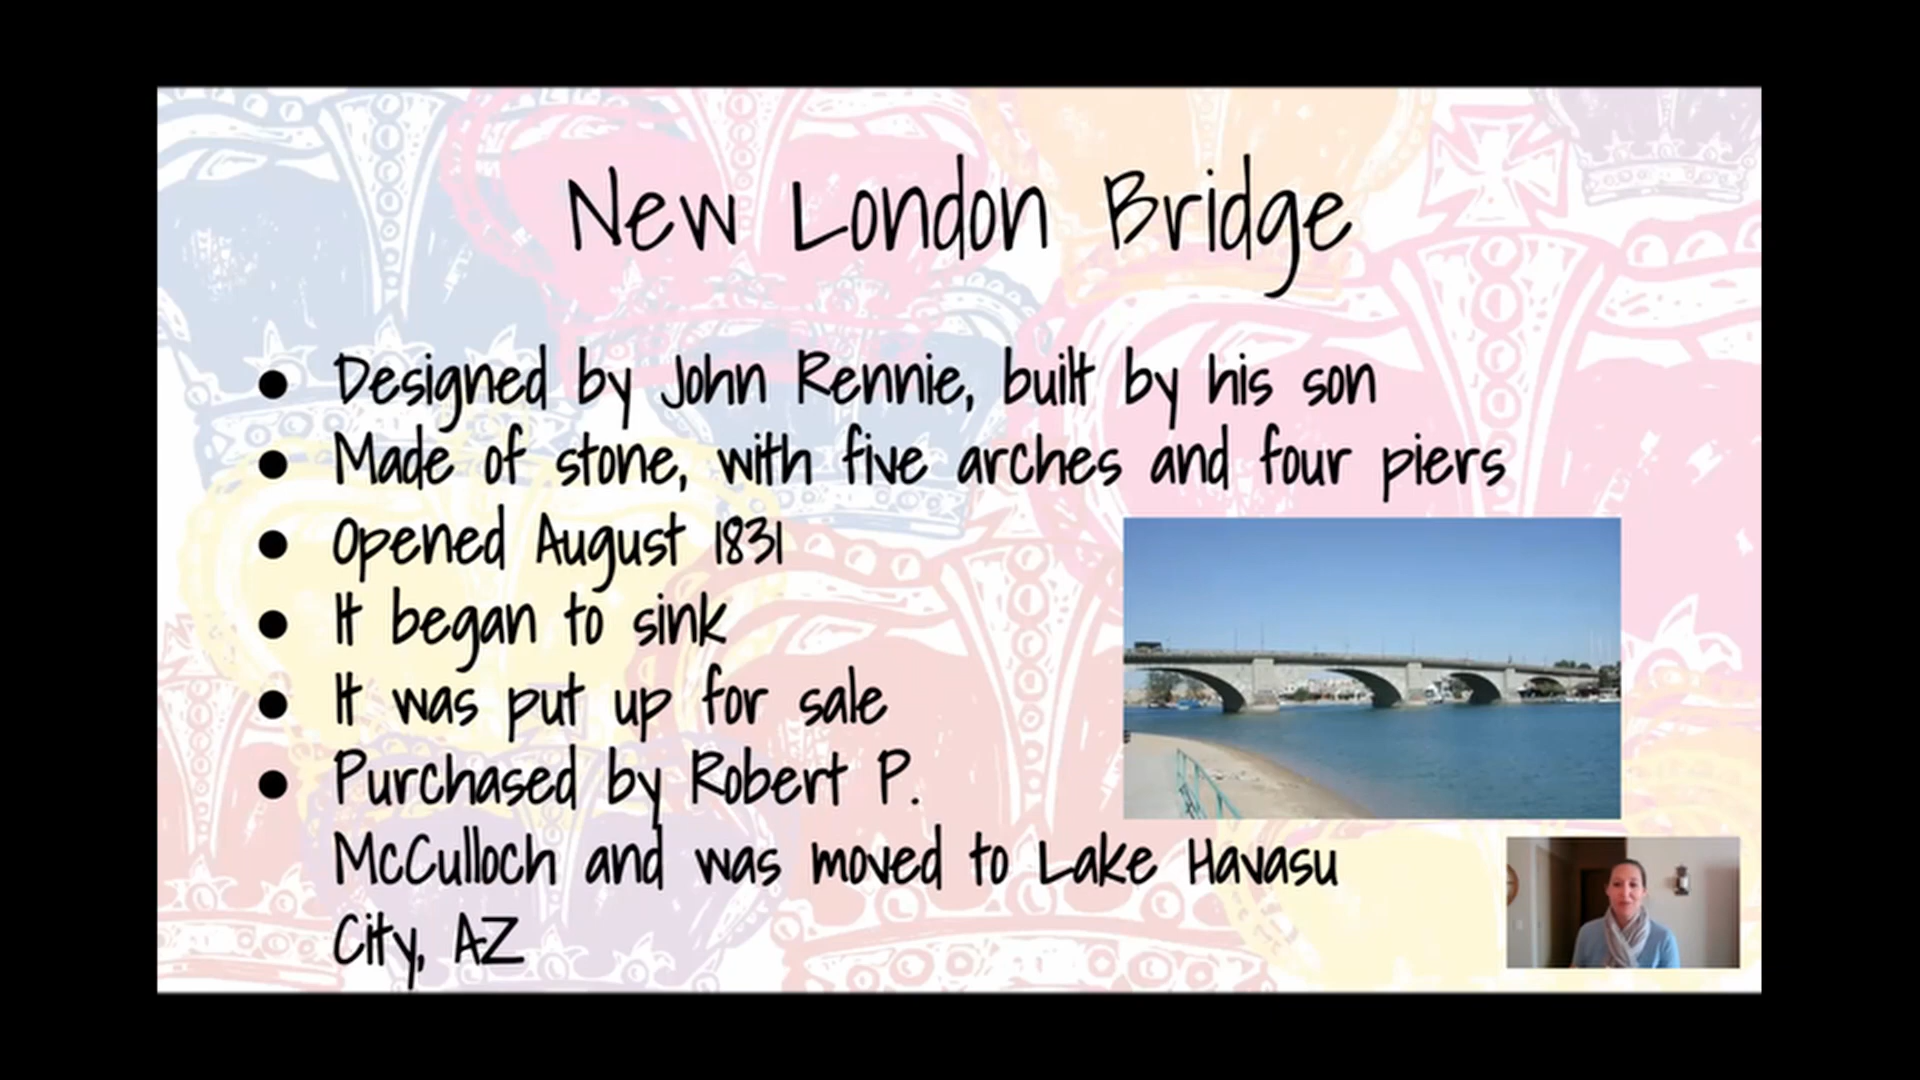 New London Bridge
● Designed by John Rennie, built by his son
● Made of stone, with five arches and four piers
● Opened August 1831
● It began to sink
● It was put up for sale
● Purchased by Robert P.
McCulloch and was moved to Lake Havasu
City, AZ